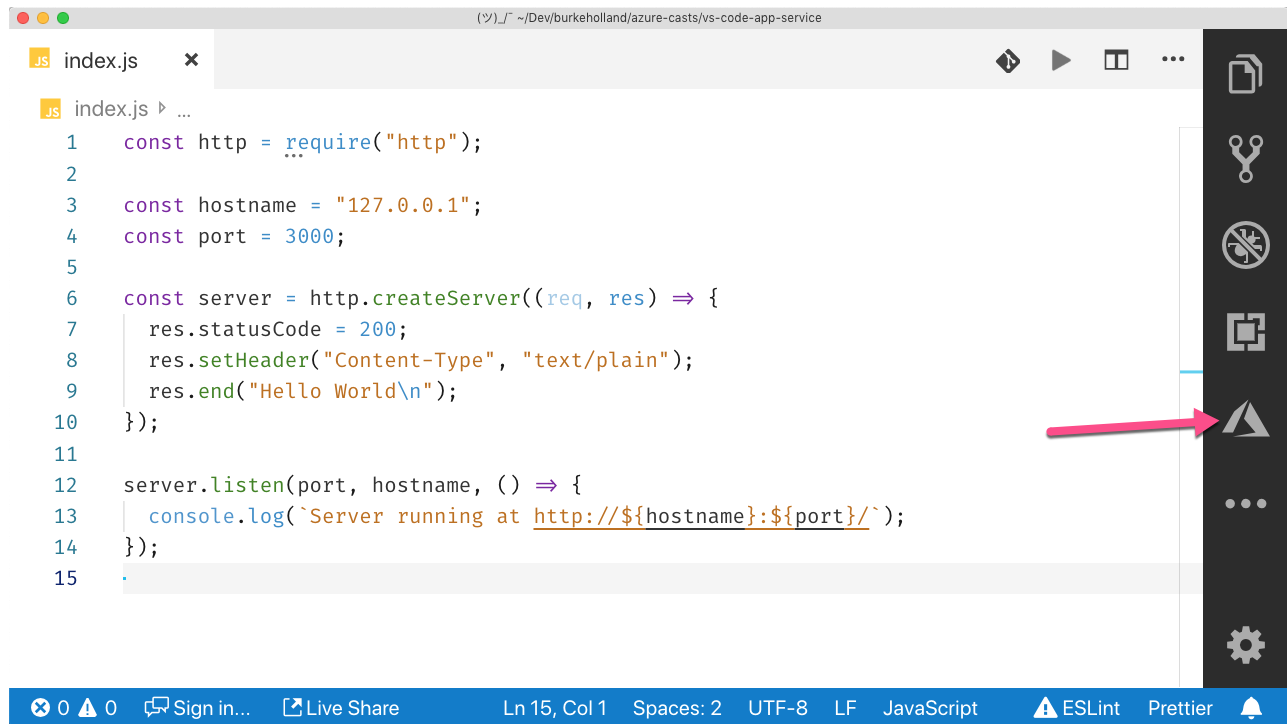 (ツ)_/¯ ~/Dev/burkeholland/azure-casts/vs-code-app-service
JS index.js ×
JS index.js ...
1 const http = require("http");
2
3 const hostname = "127.0.0.1";
4 const port = 3000;
5
6 const server = http.createServer((req, res) => {
7 res.statusCode = 200;
8 res.setHeader("Content-Type", "text/plain");
9 res.end("Hello World\n");
10 });
11
12 server.listen(port, hostname, () => {
13 console.log(`Server running at http://${hostname}:${port}/`);
14 });
15
0 0 Sign in... Live Share Ln 15, Col 1 Spaces: 2 UTF-8 LF JavaScript ESLint Prettier